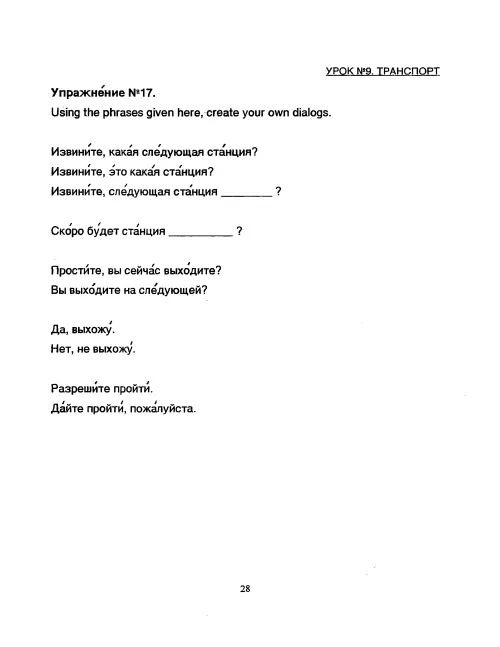 УРОК №9. ТРАНСПОРТ
Упражне́ние №17.
Using the phrases given here, create your own dialogs.
Извини́те, кака́я сле́дующая ста́нция?
Извини́те, э́то кака́я ста́нция?
Извини́те, сле́дующая ста́нция ________ ?
Ско́ро бу́дет ста́нция __________ ?
Прости́те, вы сейча́с выхо́дите?
Вы выхо́дите на сле́дующей?
Да, выхожу́.
Нет, не выхожу́.
Разреши́те пройти́.
Да́йте пройти́, пожа́луйста.
28